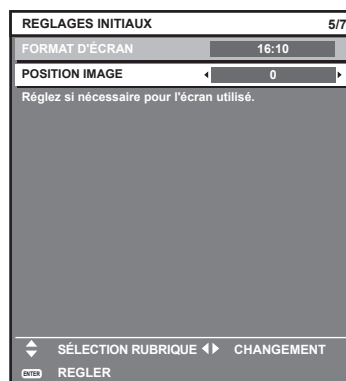 REGLAGES INITIAUX 5/7
FORMAT D'ÉCRAN 16:10
POSITION IMAGE 0
Réglez si nécessaire pour l'écran utilisé.
SÉLECTION RUBRIQUE CHANGEMENT
ENTER REGLER